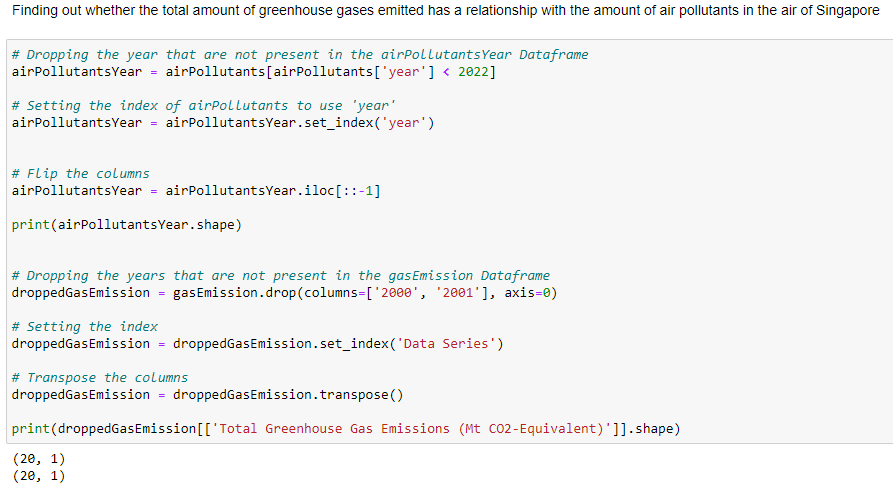 Finding out whether the total amount of greenhouse gases emitted has a relationship with the amount of air pollutants in the air of Singapore
# Dropping the year that are not present in the airPollutantsYear Dataframe
airPollutantsYear = airPollutants[airPollutants['year'] < 2022]
# Setting the index of airPollutants to use 'year'
airPollutantsYear = airPollutantsYear.set_index('year')
# Flip the columns
airPollutantsYear = airPollutantsYear.iloc[::-1]
print(airPollutantsYear.shape)
# Dropping the years that are not present in the gasEmission Dataframe
droppedGasEmission = gasEmission.drop(columns=['2000', '2001'], axis=0)
# Setting the index
droppedGasEmission = droppedGasEmission.set_index('Data Series')
# Transpose the columns
droppedGasEmission = droppedGasEmission.transpose()
print(droppedGasEmission[['Total Greenhouse Gas Emissions (Mt CO2-Equivalent)']].shape)
(20, 1)
(20, 1)